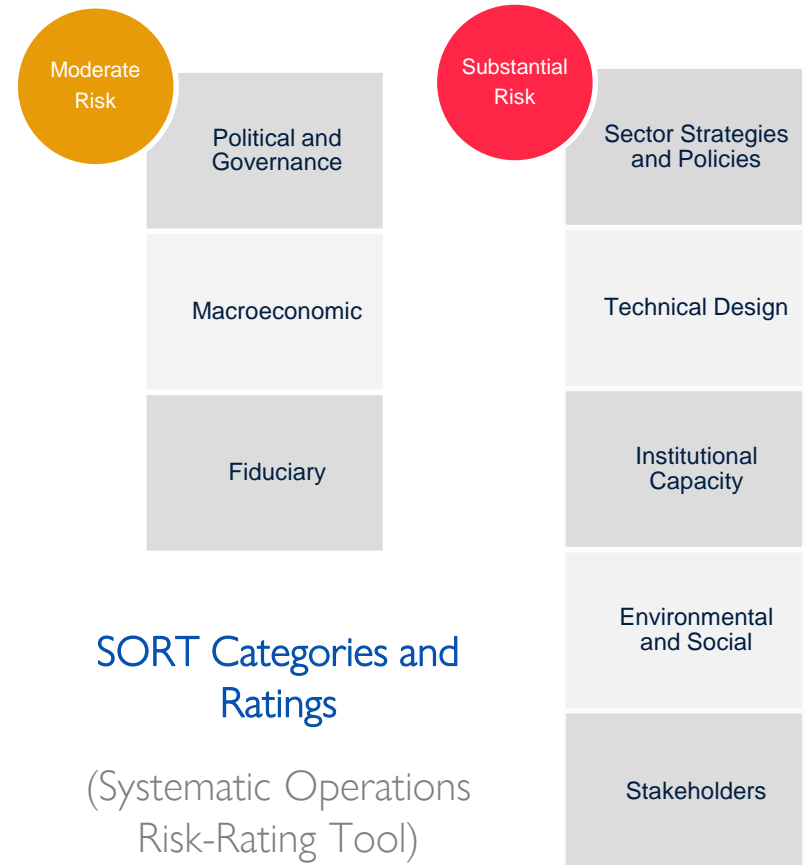 Moderate
Risk
Political and
Governance
Macroeconomic
Fiduciary
Substantial
Risk
Sector Strategies
and Policies
Technical Design
Institutional
Capacity
Environmental
and Social
Stakeholders
SORT Categories and
Ratings
(Systematic Operations
Risk-Rating Tool)